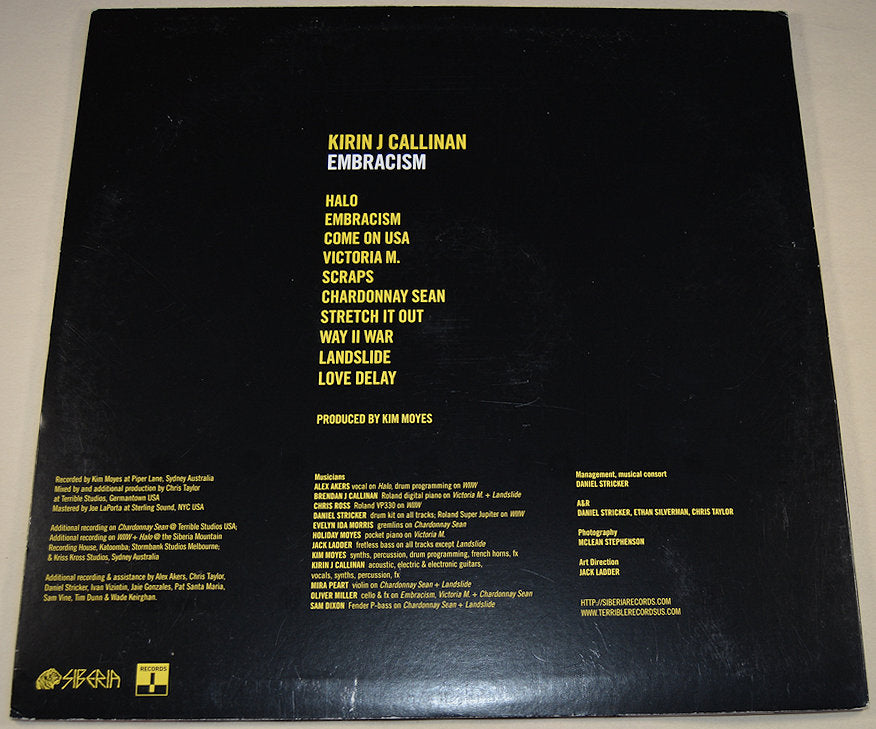 KIRIN J CALLINAN
EMBRACISM
HALO
EMBRACISM
COME ON USA
VICTORIA M.
SCRAPS
CHARDONNAY SEAN
STRETCH IT OUT
WAY II WAR
LANDSLIDE
LOVE DELAY
PRODUCED BY KIM MOYES
Recorded by Kim Moyes at Piper Lane, Sydney Australia
Mixed by and additional production by Chris Taylor
at Terrible Studios, Germantown USA
Mastered by Joe LaPorta at Sterling Sound, NYC USA
Additional recording on Chardonnay Sean @ Terrible Studios USA;
Additional recording on WIIW + Halo @ the Siberia Mountain
Recording House, Katoomba; Stormbank Studios Melbourne;
& Kriss Kross Studios, Sydney Australia
Additional recording & assistance by Alex Akers, Chris Taylor,
Daniel Stricker, Ivan Vizintin, Jaie Gonzales, Pat Santa Maria,
Sam Vine, Tim Dunn & Wade Keirghan.
Musicians
ALEX AKERS vocal on Halo, drum programming on WIIW
BRENDAN J CALLINAN Roland digital piano on Victoria M. + Landslide
CHRIS ROSS Roland VP330 on WIIW
DANIEL STRICKER drum kit on all tracks; Roland Super Jupiter on WIIW
EVELYN IDA MORRIS gremlins on Chardonnay Sean
HOLIDAY MOYES pocket piano on Victoria M.
JACK LADDER fretless bass on all tracks except Landslide
KIM MOYES synths, percussion, drum programming, french horns, fx
KIRIN J CALLINAN acoustic, electric & electronic guitars,
vocals, synths, percussion, fx
MIRA PEART violin on Chardonnay Sean + Landslide
OLIVER MILLER cello & fx on Embracism, Victoria M. + Chardonnay Sean
SAM DIXON Fender P-bass on Chardonnay Sean + Landslide
Management, musical consort
DANIEL STRICKER
A&R
DANIEL STRICKER, ETHAN SILVERMAN, CHRIS TAYLOR
Photography
MCLEAN STEPHENSON
Art Direction
JACK LADDER
HTTP://SIBERIARECORDS.COM
WWW.TERRIBLERECORDSUS.COM
SIBERIA
RECORDS